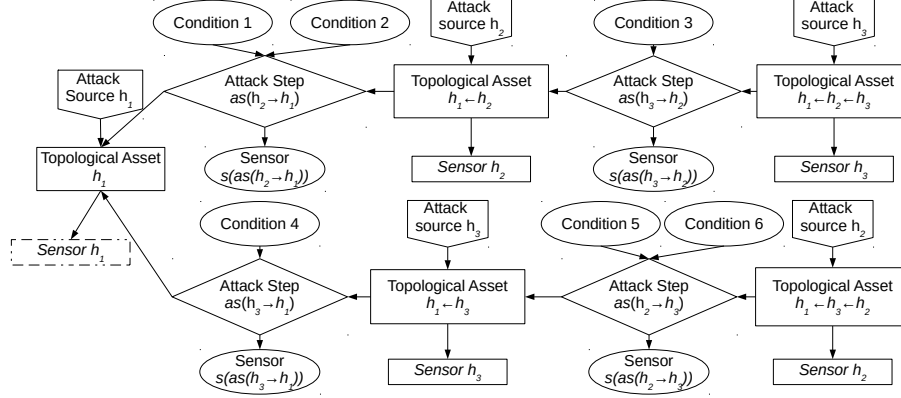 Condition 1
Condition 2
Attack
source h2
Condition 3
Attack
source h3
Attack
Source h1
Attack Step
as(h2→h1)
Topological Asset
h1←h2
Attack Step
as(h3→h2)
Topological Asset
h1←h2←h3
Topological Asset
h1
Sensor
s(as(h2→h1))
Sensor h2
Sensor
s(as(h3→h2))
Sensor h3
Sensor h1
Condition 4
Attack
source h3
Condition 5
Condition 6
Attack
source h2
Attack Step
as(h3→h1)
Topological Asset
h1←h3
Attack Step
as(h2→h3)
Topological Asset
h1←h3←h2
Sensor
s(as(h3→h1))
Sensor h3
Sensor
s(as(h2→h3))
Sensor h2